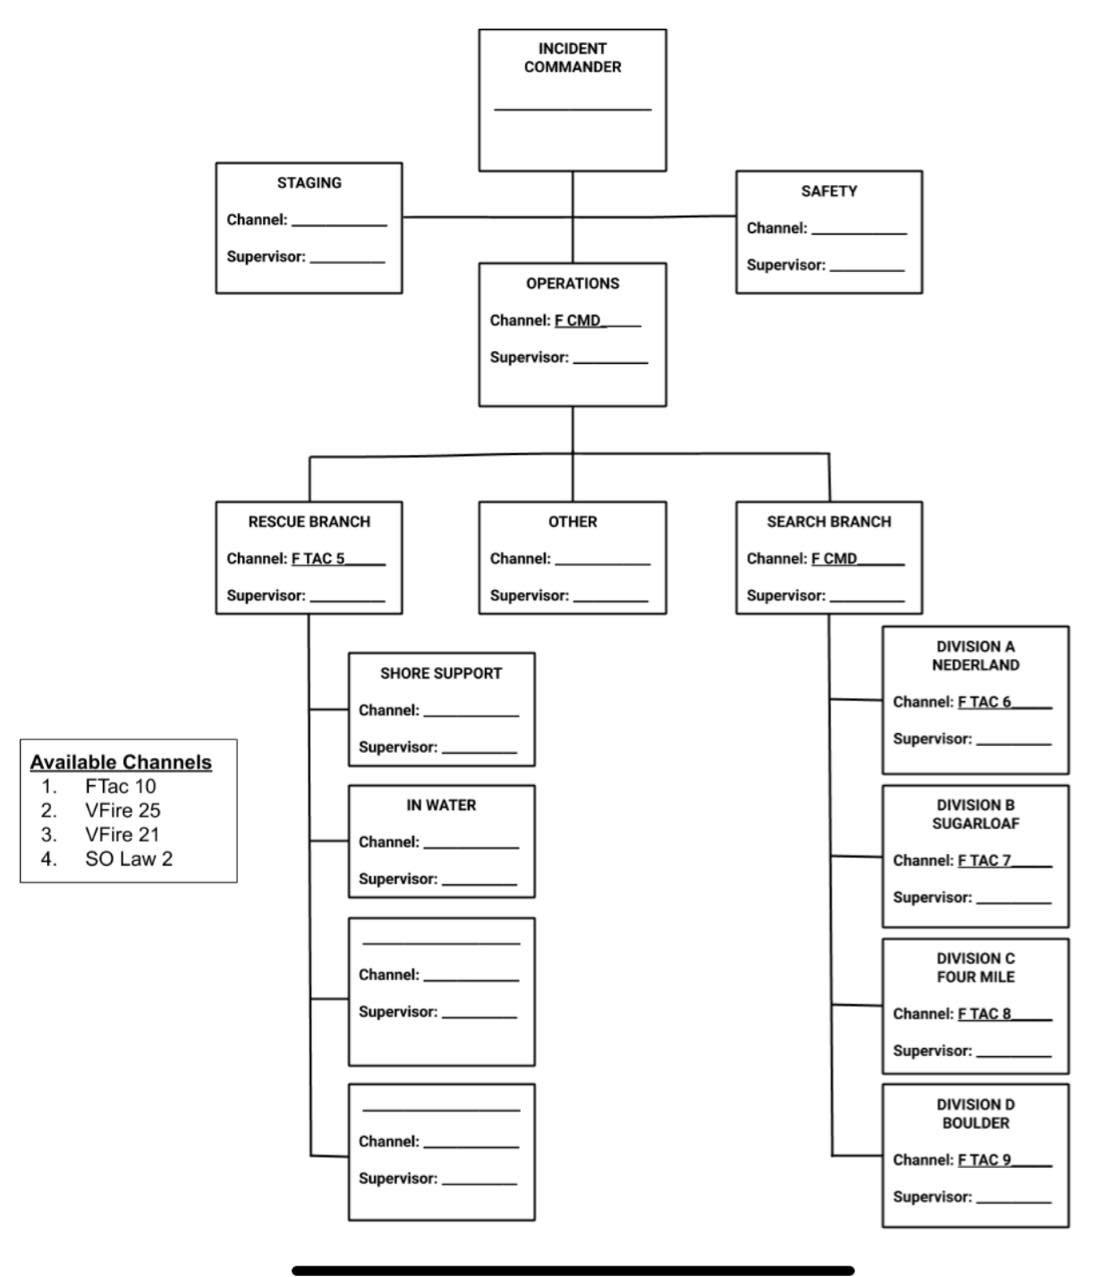 INCIDENT
COMMANDER
STAGING
Channel:
Supervisor:
SAFETY
Channel:
Supervisor:
OPERATIONS
Channel: F CMD
Supervisor:
RESCUE BRANCH
Channel: F TAC 5
Supervisor:
OTHER
Channel:
Supervisor:
SEARCH BRANCH
Channel: F CMD
Supervisor:
SHORE SUPPORT
Channel:
Supervisor:
IN WATER
Channel:
Supervisor:
Channel:
Supervisor:
Channel:
Supervisor:
DIVISION A
NEDERLAND
Channel: F TAC 6
Supervisor:
DIVISION B
SUGARLOAF
Channel: F TAC 7
Supervisor:
DIVISION C
FOUR MILE
Channel: F TAC 8
Supervisor:
DIVISION D
BOULDER
Channel: F TAC 9
Supervisor:
Available Channels
1. FTac 10
2. VFire 25
3. VFire 21
4. SO Law 2